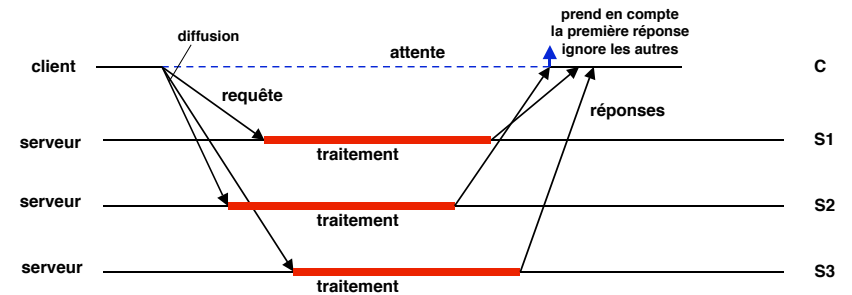 prend en compte
la première réponse
ignore les autres
diffusion
attente
client
C
requête
réponses
serveur
S1
traitement
serveur
S2
traitement
serveur
S3
traitement